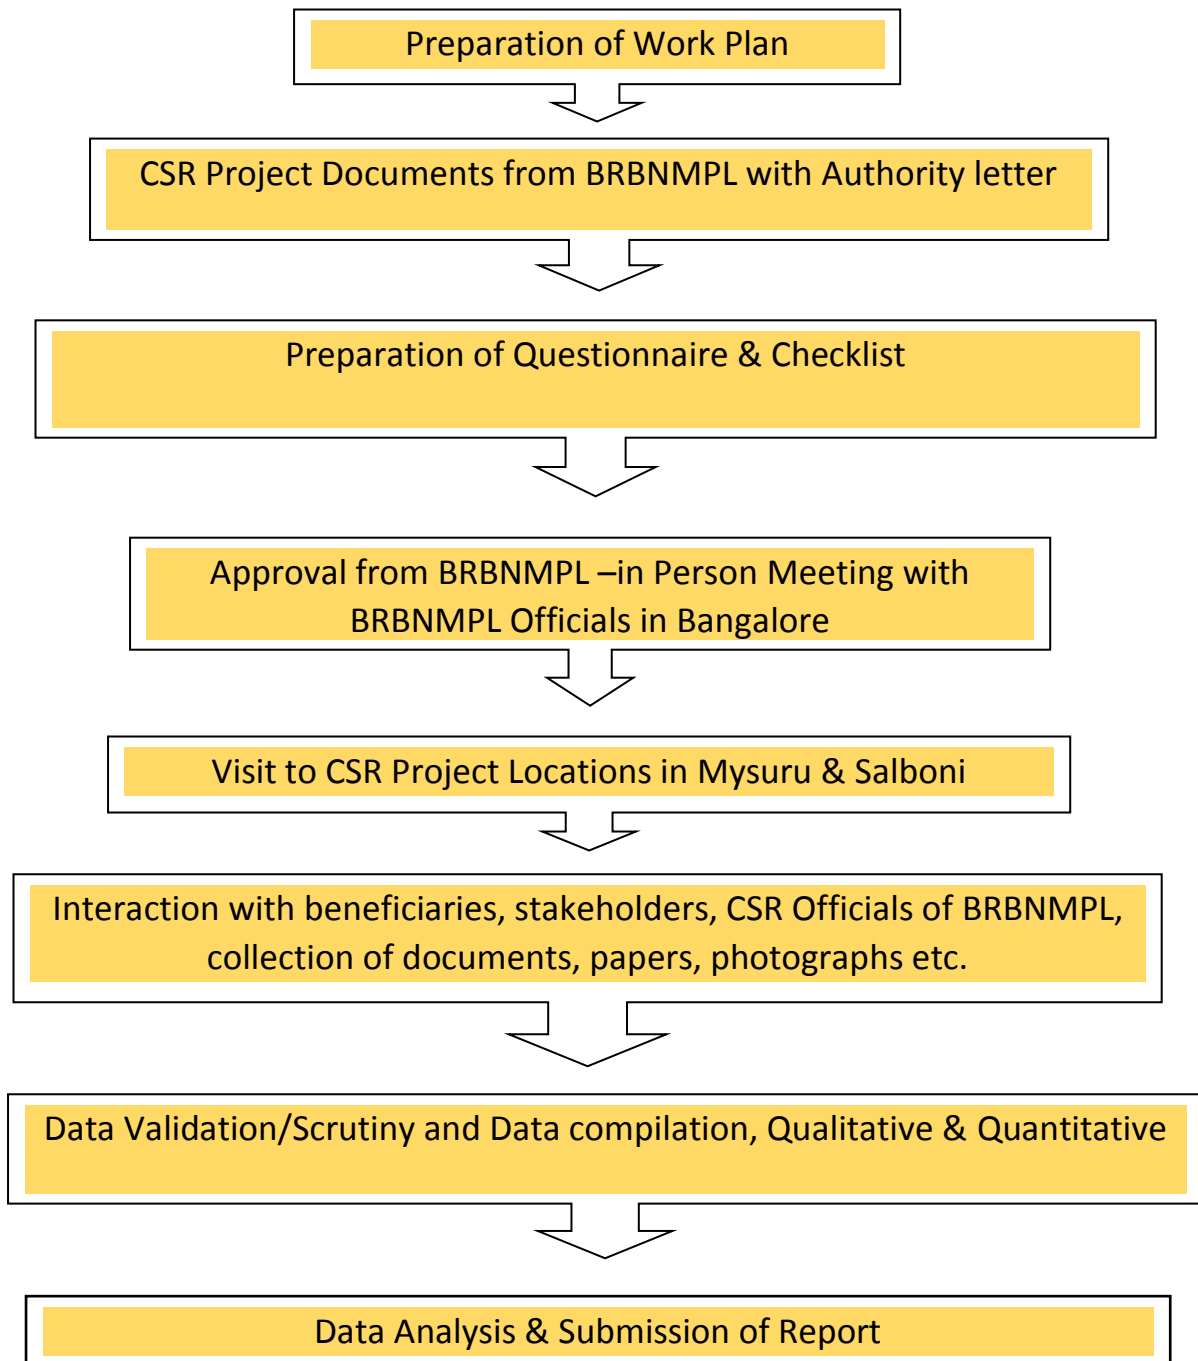 Preparation of Work Plan
CSR Project Documents from BRBNMPL with Authority letter
Preparation of Questionnaire & Checklist
Approval from BRBNMPL –in Person Meeting with
BRBNMPL Officials in Bangalore
Visit to CSR Project Locations in Mysuru & Salboni
Interaction with beneficiaries, stakeholders, CSR Officials of BRBNMPL,
collection of documents, papers, photographs etc.
Data Validation/Scrutiny and Data compilation, Qualitative & Quantitative
Data Analysis & Submission of Report